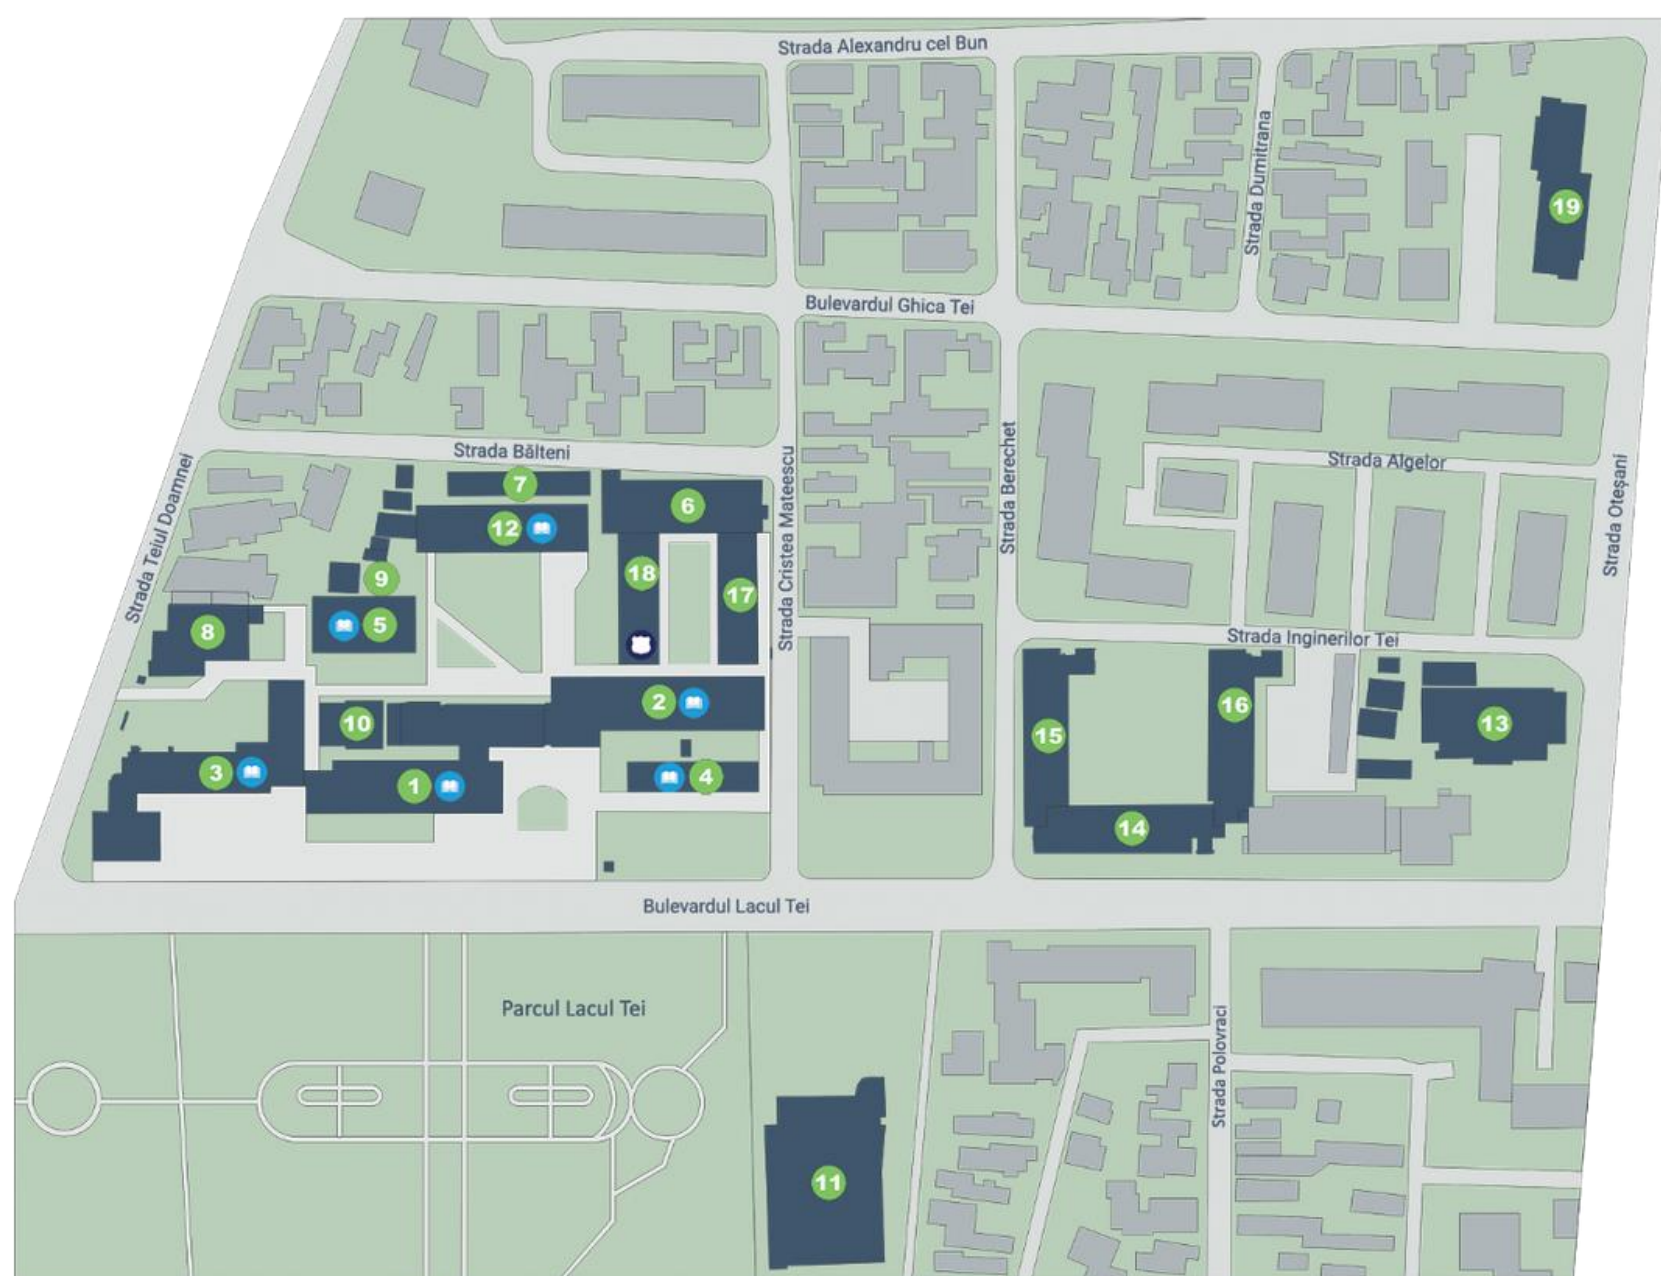 Strada Alexandru cel Bun
Strada Dumitrana
19
Bulevardul Ghica Tei
Strada Bălteni
Strada Teiul Doamnei
Strada Cristea Mateescu
Strada Berechet
Strada Algelor
Strada Oteșani
7
6
12
18
9
17
8
5
Strada Inginerilor Tei
2
10
16
13
15
3
1
4
14
Bulevardul Lacul Tei
Parcul Lacul Tei
Strada Polovraci
11